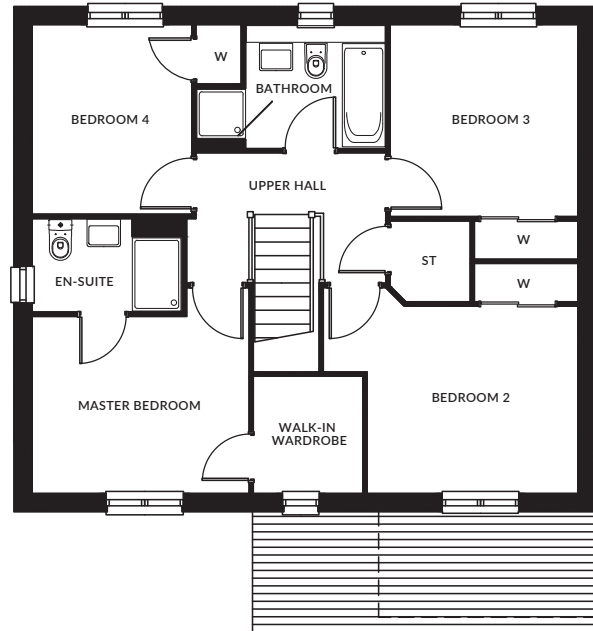 W
BATHROOM
BEDROOM 4
BEDROOM 3
UPPER HALL
W
ST
EN-SUITE
W
MASTER BEDROOM
BEDROOM 2
WALK-IN
WARDROBE